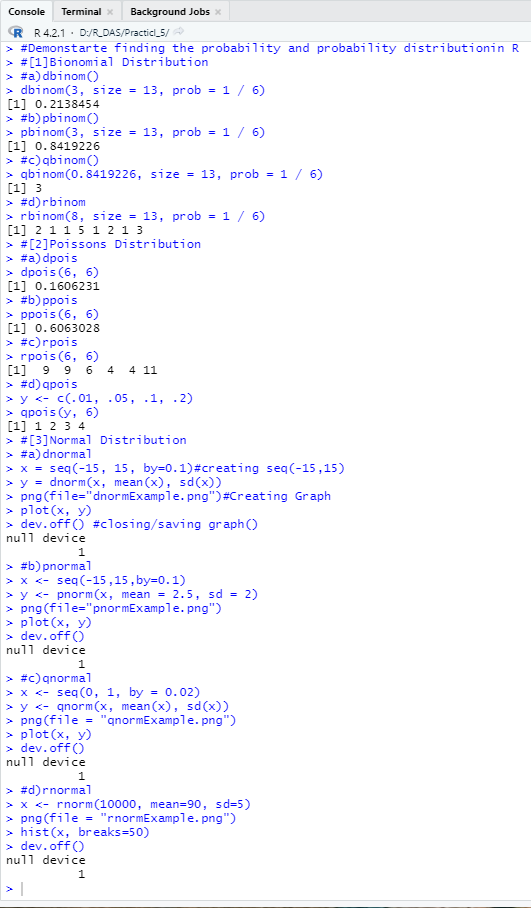 Console Terminal × Background Jobs ×
R R 4.2.1 · D:/R_DAS/Practicl_5/
> #Demonstarte finding the probability and probability distributionin R
> #[1]Bionomial Distribution
> #a)dbinom()
> dbinom(3, size = 13, prob = 1 / 6)
[1] 0.2138454
> #b)pbinom()
> pbinom(3, size = 13, prob = 1 / 6)
[1] 0.8419226
> #c)qbinom()
> qbinom(0.8419226, size = 13, prob = 1 / 6)
[1] 3
> #d)rbinom
> rbinom(8, size = 13, prob = 1 / 6)
[1] 2 1 1 5 1 2 1 3
> #[2]Poissons Distribution
> #a)dpois
> dpois(6, 6)
[1] 0.1606231
> #b)ppois
> ppois(6, 6)
[1] 0.6063028
> #c)rpois
> rpois(6, 6)
[1]  9  9  6  4  4 11
> #d)qpois
> y <- c(.01, .05, .1, .2)
> qpois(y, 6)
[1] 1 2 3 4
> #[3]Normal Distribution
> #a)dnormal
> x = seq(-15, 15, by=0.1)#creating seq(-15,15)
> y = dnorm(x, mean(x), sd(x))
> png(file="dnormExample.png")#Creating Graph
> plot(x, y)
> dev.off() #closing/saving graph()
null device
          1
> #b)pnormal
> x <- seq(-15,15,by=0.1)
> y <- pnorm(x, mean = 2.5, sd = 2)
> png(file="pnormExample.png")
> plot(x, y)
> dev.off()
null device
          1
> #c)qnormal
> x <- seq(0, 1, by = 0.02)
> y <- qnorm(x, mean(x), sd(x))
> png(file = "qnormExample.png")
> plot(x, y)
> dev.off()
null device
          1
> #d)rnormal
> x <- rnorm(10000, mean=90, sd=5)
> png(file = "rnormExample.png")
> hist(x, breaks=50)
> dev.off()
null device
          1
>